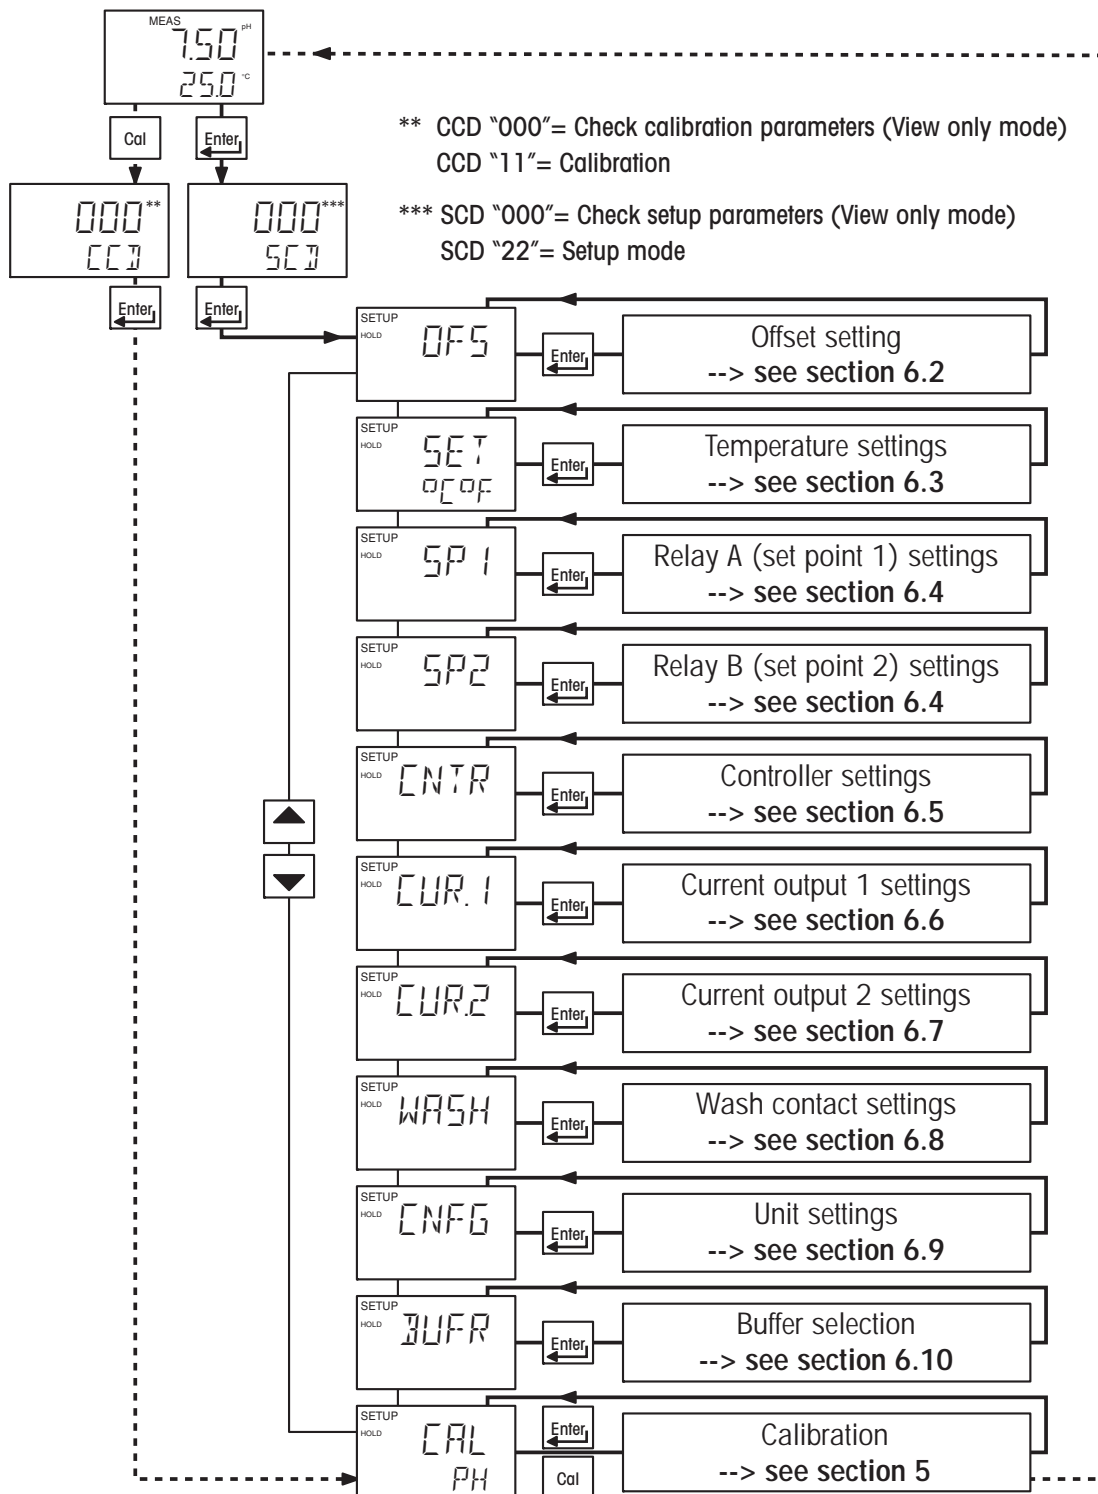 MEAS
7.50 pH
25.0 °C
Cal
Enter
** CCD "000"= Check calibration parameters (View only mode)
CCD "11"= Calibration
000**
CCD
000***
SCD
*** SCD "000"= Check setup parameters (View only mode)
SCD "22"= Setup mode
Enter
Enter
SETUP
HOLD
OFS
Enter
Offset setting
--> see section 6.2
SETUP
HOLD
SET
°C°F
Enter
Temperature settings
--> see section 6.3
SETUP
HOLD
SP1
Enter
Relay A (set point 1) settings
--> see section 6.4
SETUP
HOLD
SP2
Enter
Relay B (set point 2) settings
--> see section 6.4
SETUP
HOLD
CNTR
Enter
Controller settings
--> see section 6.5
SETUP
HOLD
CUR.1
Enter
Current output 1 settings
--> see section 6.6
SETUP
HOLD
CUR.2
Enter
Current output 2 settings
--> see section 6.7
SETUP
HOLD
WASH
Enter
Wash contact settings
--> see section 6.8
SETUP
HOLD
CNFG
Enter
Unit settings
--> see section 6.9
SETUP
HOLD
BUFR
Enter
Buffer selection
--> see section 6.10
SETUP
HOLD
CAL
PH
Enter
Cal
Calibration
--> see section 5